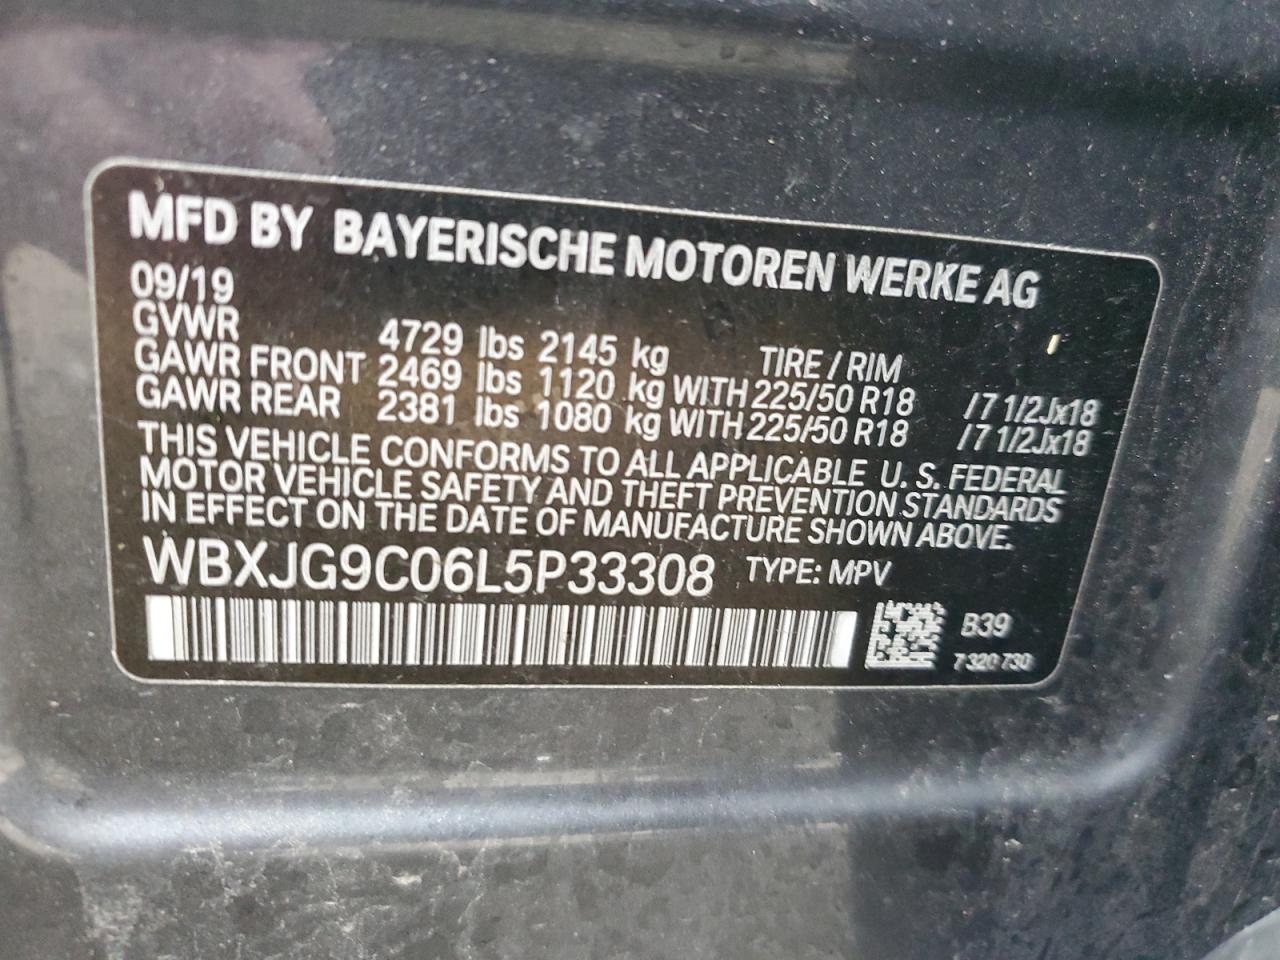 MFD BY BAYERISCHE MOTOREN WERKE AG
09/19
GVWR 4729 lbs 2145 kg TIRE / RIM
GAWR FRONT 2469 lbs 1120 kg WITH 225/50 R18 / 7 1/2Jx18
GAWR REAR 2381 lbs 1080 kg WITH 225/50 R18 / 7 1/2Jx18
THIS VEHICLE CONFORMS TO ALL APPLICABLE U. S. FEDERAL
MOTOR VEHICLE SAFETY AND THEFT PREVENTION STANDARDS
IN EFFECT ON THE DATE OF MANUFACTURE SHOWN ABOVE.
WBXJG9C06L5P33308 TYPE: MPV
B39
7 320 730